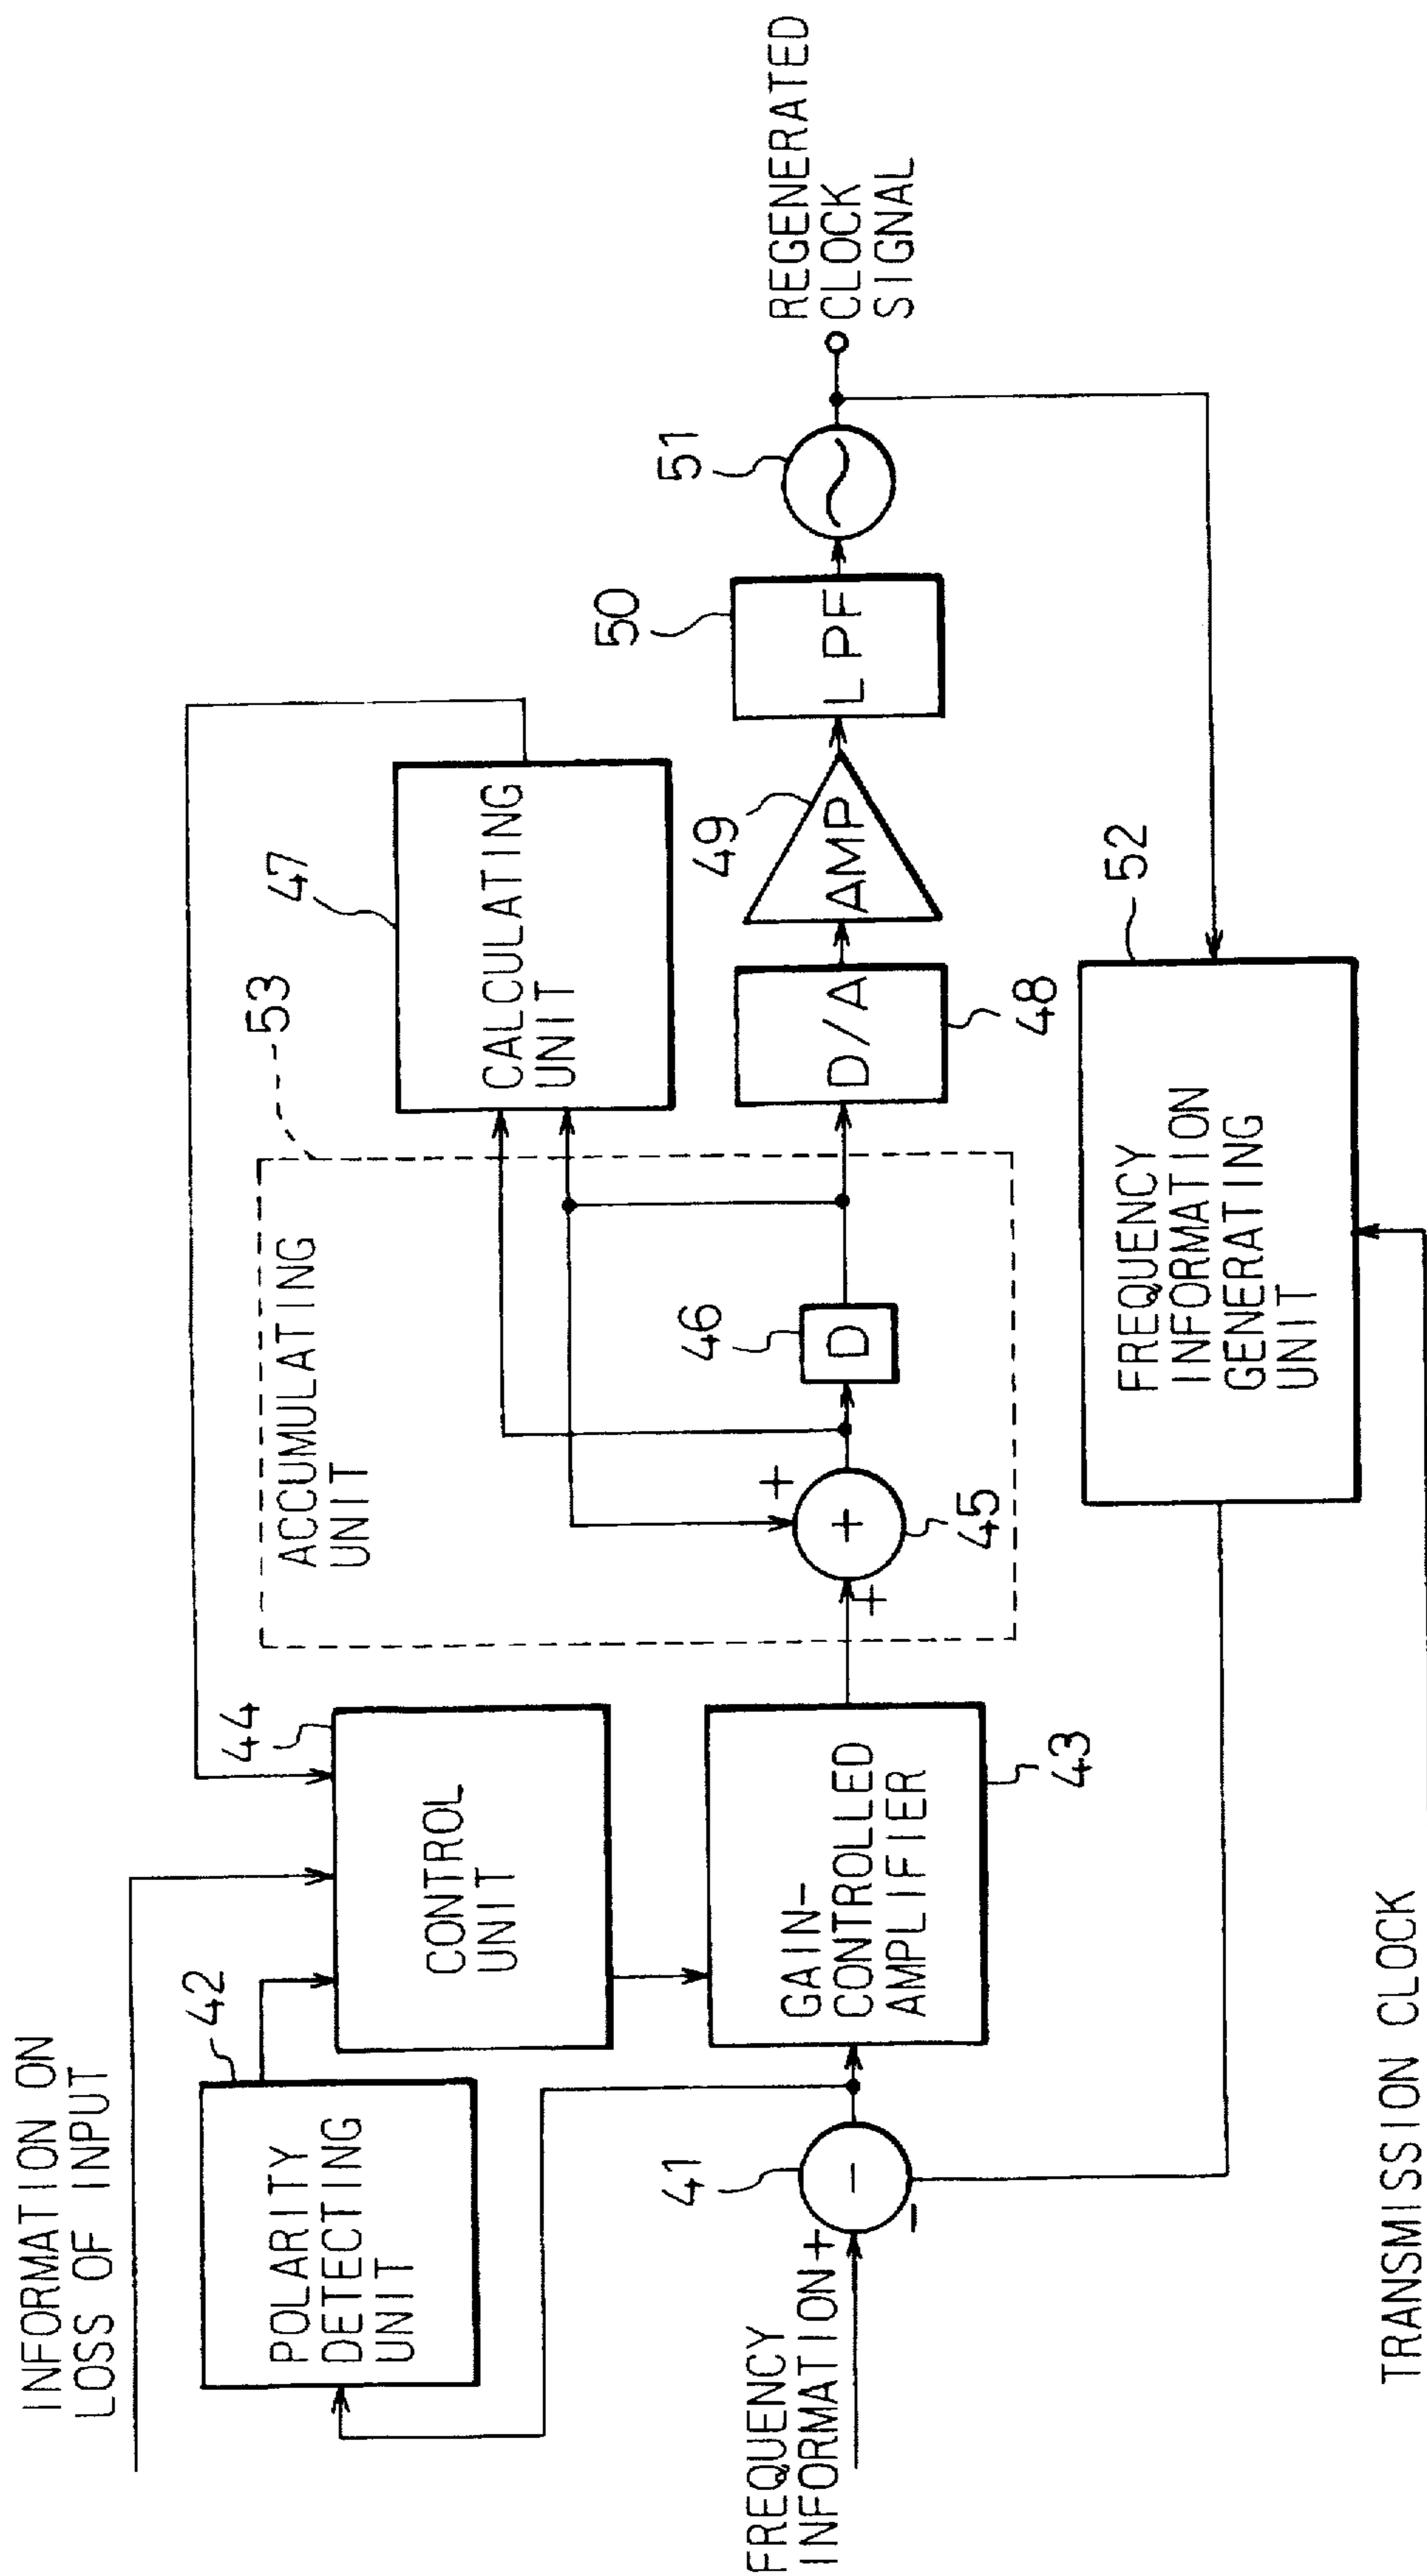 INFORMATION ON
LOSS OF INPUT
42
POLARITY
DETECTING
UNIT
44
CONTROL
UNIT
ACCUMULATING
UNIT
53
47
CALCULATING
UNIT
FREQUENCY
INFORMATION +
41
−
−
GAIN-
CONTROLLED
AMPLIFIER
43
+
+
+
45
46
D
D/A
48
49
AMP
50
LPF
51
REGENERATED
CLOCK
SIGNAL
52
FREQUENCY
INFORMATION
GENERATING
UNIT
TRANSMISSION CLOCK